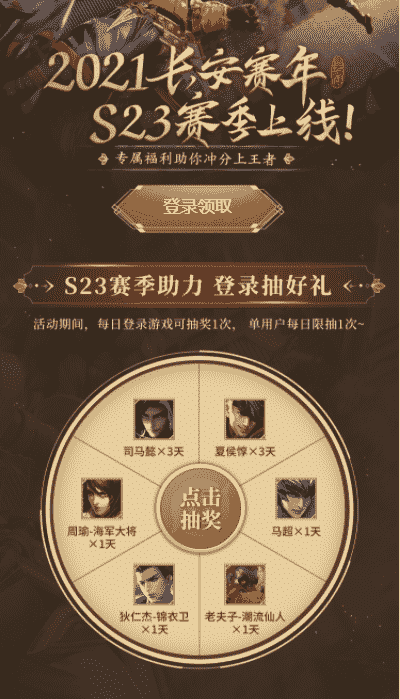 2021长安赛年
S23赛季上线!
专属福利助你冲分上王者
登录领取
S23赛季助力 登录抽好礼
活动期间，每日登录游戏可抽奖1次， 单用户每日限抽1次~
司马懿×3天
夏侯惇×3天
周瑜-海军大将
×1天
点击
抽奖
马超×1天
狄仁杰-锦衣卫
×1天
老夫子-潮流仙人
×1天